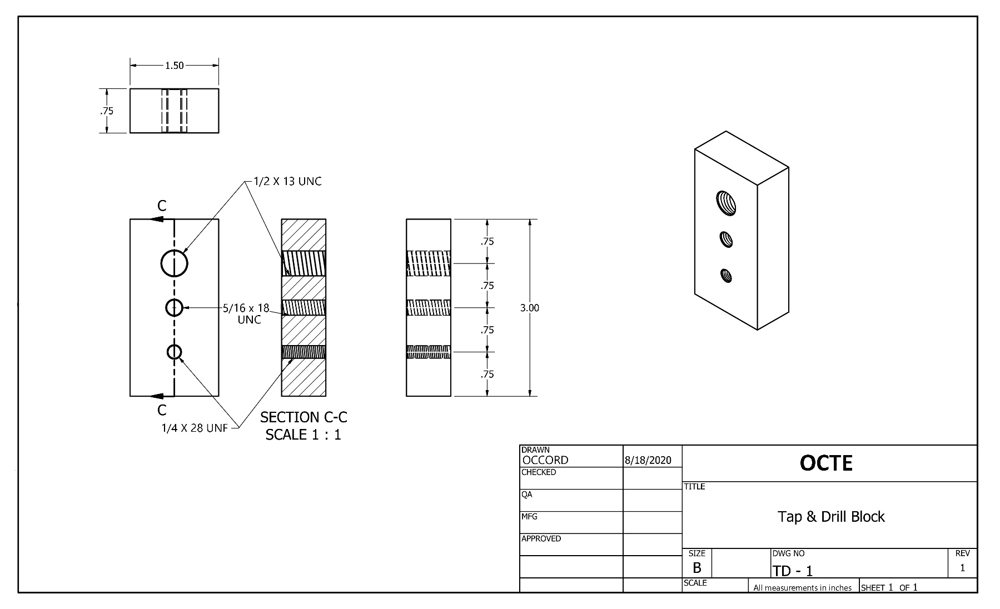 1.50
.75
1/2 X 13 UNC
C
.75
.75
5/16 x 18
UNC
3.00
.75
.75
C
1/4 X 28 UNF
SECTION C-C
SCALE 1 : 1
DRAWN
OCCORD
8/18/2020
CHECKED
QA
MFG
APPROVED
OCTE
TITLE
Tap & Drill Block
SIZE
B
DWG NO
TD - 1
REV
1
SCALE
All measurements in inches
SHEET 1 OF 1